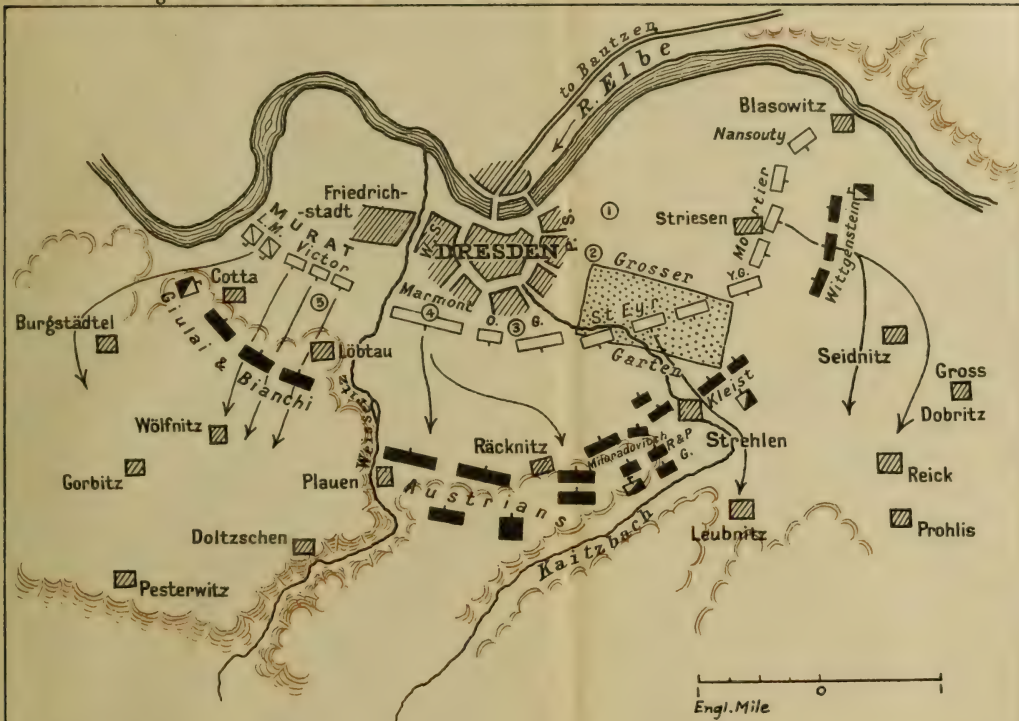 to Bautzen
R. Elbe
Blasowitz
Nansouty
Friedrich-
-stadt
MURAT
L.M.
Victor
W.S.
DRESDEN
P.S.
1
2
Striesen
Mortier
Wittgenstein
Grosser
Garten
Y.G.
St Cyr
Marmont
4
O.
3
G.
5
Cotta
Giulai &
Bianchi
Burgstädtel
Löbtau
Wölfnitz
Gorbitz
Weisseritz
Plauen
Räcknitz
Austrians
Miloradovitch
R&P
G.
Kleist
Strehlen
Seidnitz
Gross
Dobritz
Reick
Prohlis
Leubnitz
Kaitzbach
Doltzschen
Pesterwitz
1 0 1
Engl. Mile